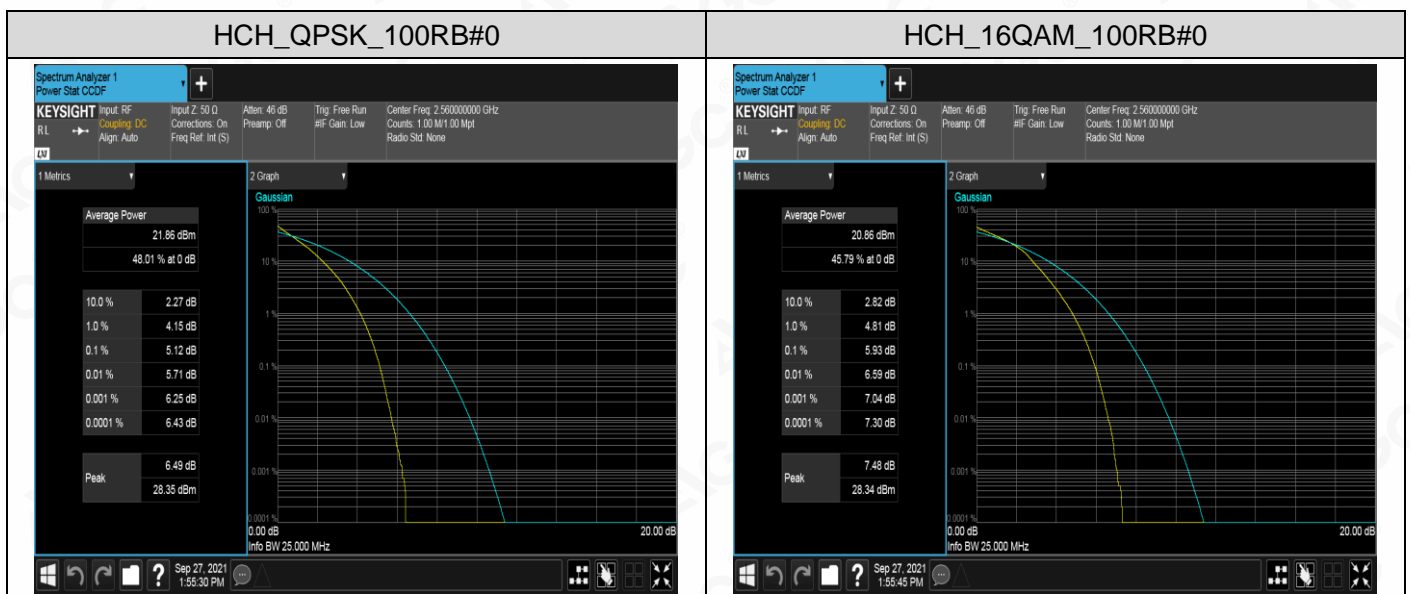 HCH_QPSK_100RB#0
Spectrum Analyzer 1
Power Stat CCDF
+
KEYSIGHT
RL
LXI
Input: RF
Coupling: DC
Align: Auto
Input Z: 50 Ω
Corrections: On
Freq Ref: Int (S)
Atten: 46 dB
Preamp: Off
Trig: Free Run
#IF Gain: Low
Center Freq: 2.560000000 GHz
Counts: 1.00 M/1.00 Mpt
Radio Std: None
1 Metrics
Average Power
21.86 dBm
48.01 % at 0 dB
10.0 % 2.27 dB
1.0 % 4.15 dB
0.1 % 5.12 dB
0.01 % 5.71 dB
0.001 % 6.25 dB
0.0001 % 6.43 dB
Peak
6.49 dB
28.35 dBm
2 Graph
Gaussian
100 %
10 %
1 %
0.1 %
0.01 %
0.001 %
0.0001 %
0.00 dB 20.00 dB
Info BW 25.000 MHz
?
Sep 27, 2021
1:55:30 PM
HCH_16QAM_100RB#0
Spectrum Analyzer 1
Power Stat CCDF
+
KEYSIGHT
RL
LXI
Input: RF
Coupling: DC
Align: Auto
Input Z: 50 Ω
Corrections: On
Freq Ref: Int (S)
Atten: 46 dB
Preamp: Off
Trig: Free Run
#IF Gain: Low
Center Freq: 2.560000000 GHz
Counts: 1.00 M/1.00 Mpt
Radio Std: None
1 Metrics
Average Power
20.86 dBm
45.79 % at 0 dB
10.0 % 2.82 dB
1.0 % 4.81 dB
0.1 % 5.93 dB
0.01 % 6.59 dB
0.001 % 7.04 dB
0.0001 % 7.30 dB
Peak
7.48 dB
28.34 dBm
2 Graph
Gaussian
100 %
10 %
1 %
0.1 %
0.01 %
0.001 %
0.0001 %
0.00 dB 20.00 dB
Info BW 25.000 MHz
?
Sep 27, 2021
1:55:45 PM